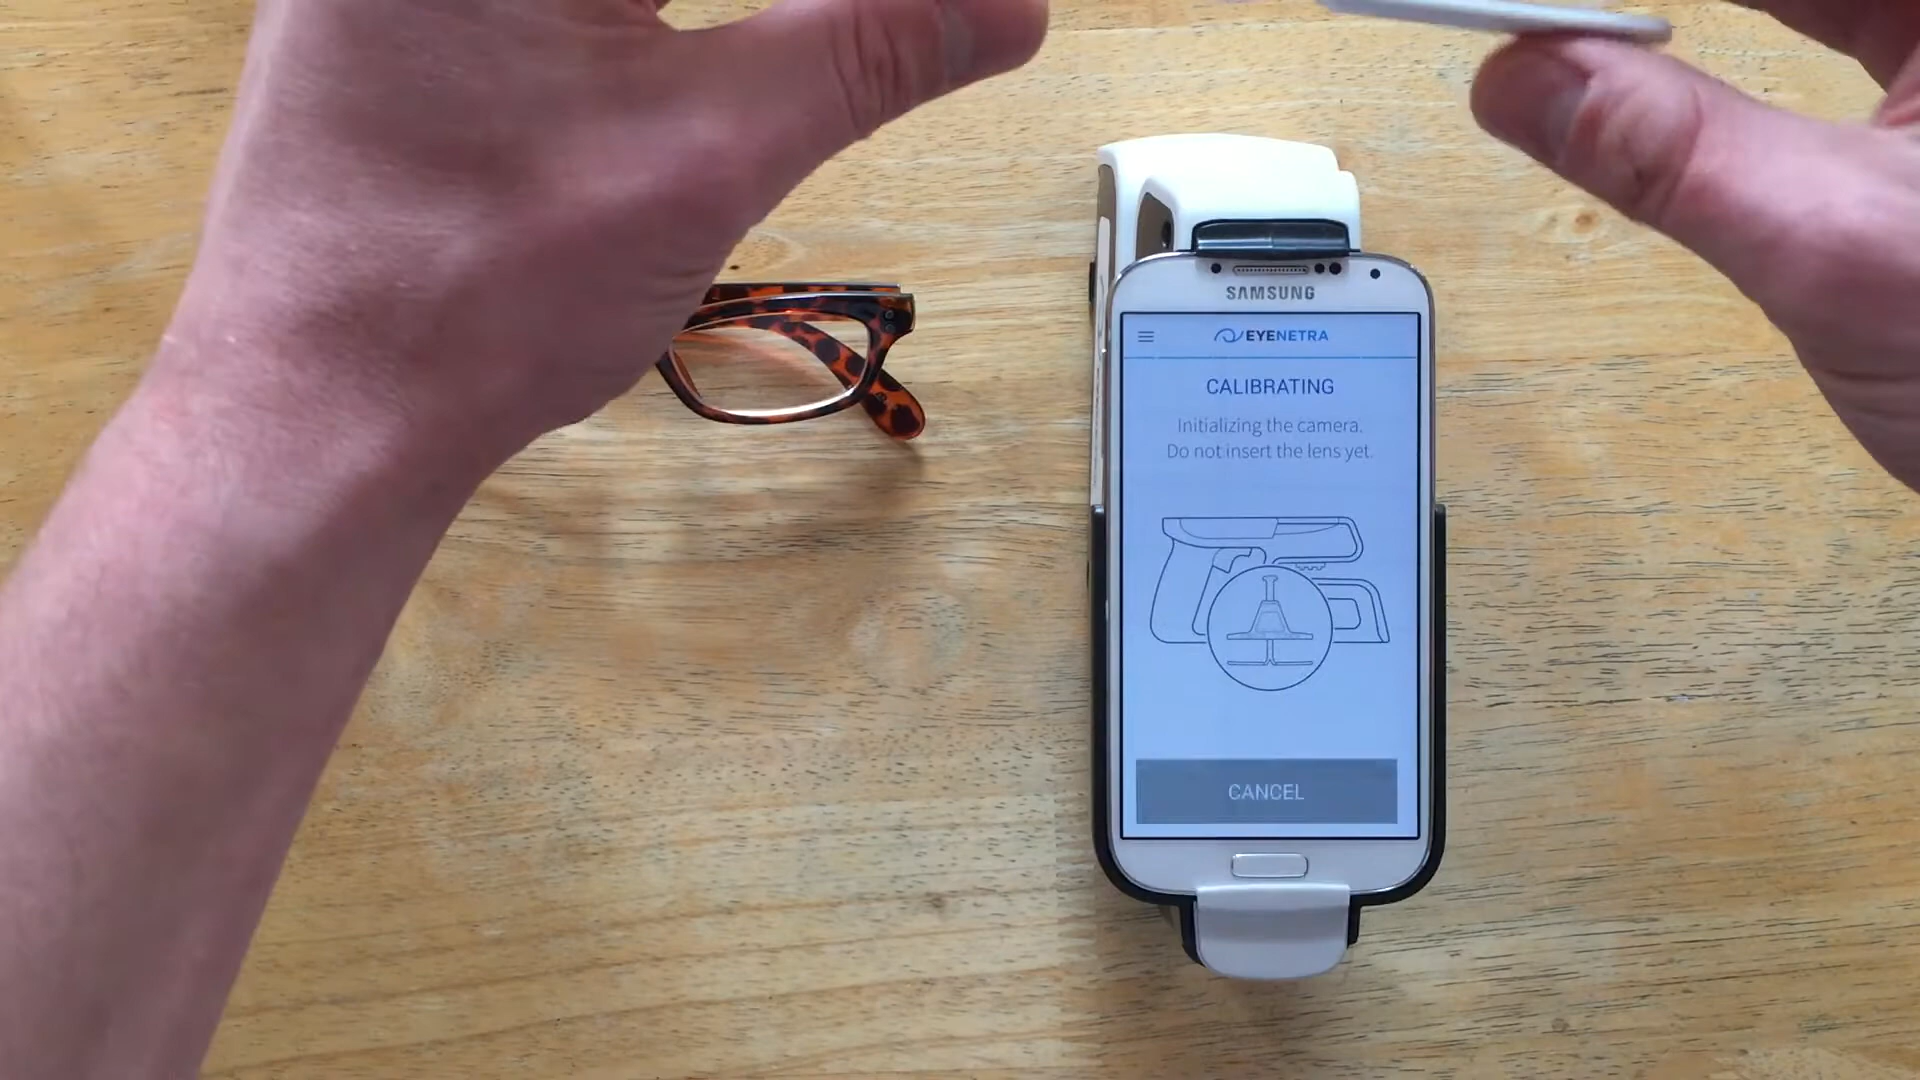 SAMSUNG
EYENETRA
CALIBRATING
Initializing the camera.
Do not insert the lens yet.
CANCEL